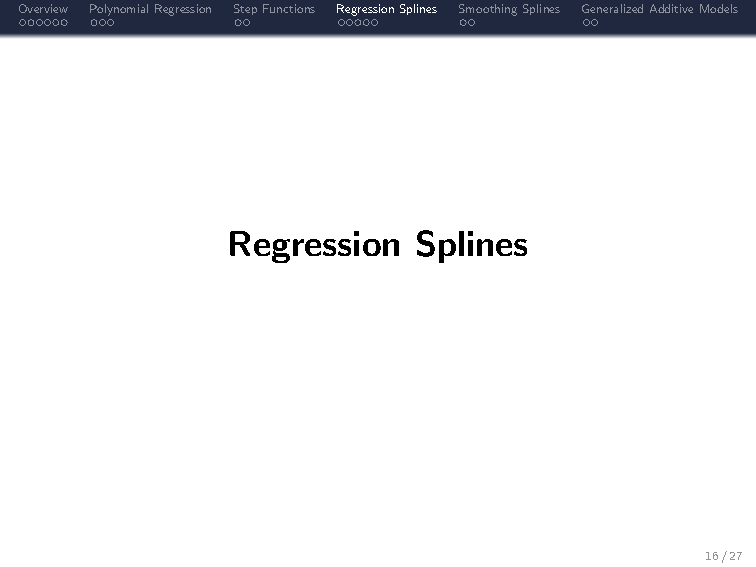 Overview Polynomial Regression Step Functions Regression Splines Smoothing Splines Generalized Additive Models
Regression Splines
16 / 27